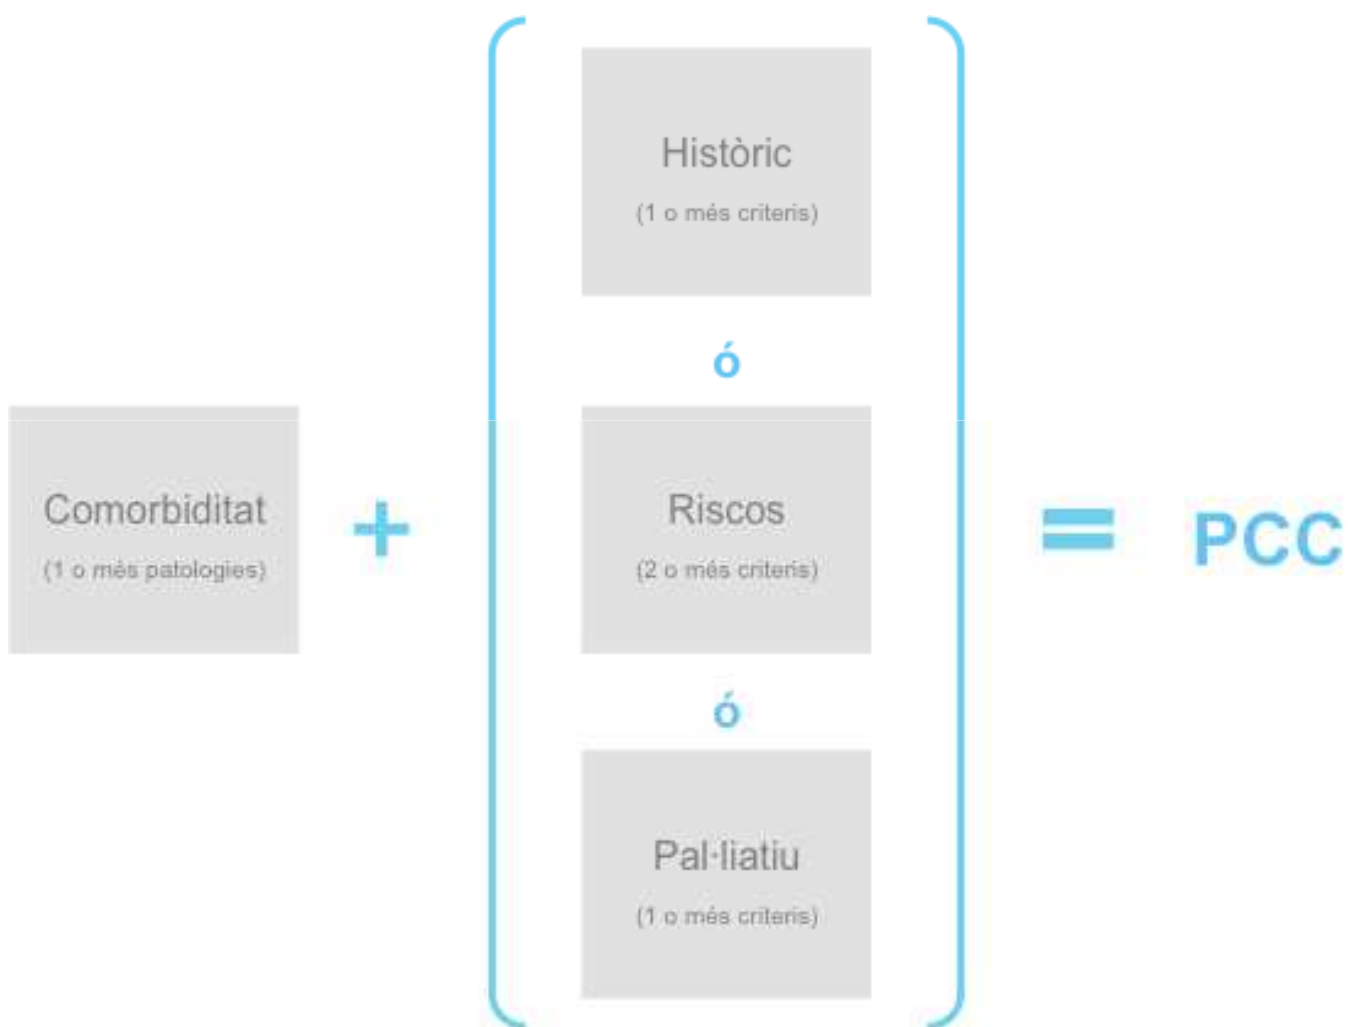 Històric
(1 o més criteris)
ó
Comorbiditat
(1 o més patologies)
+
Riscos
(2 o més criteris)
=
PCC
ó
Pal·liatiu
(1 o més criteris)